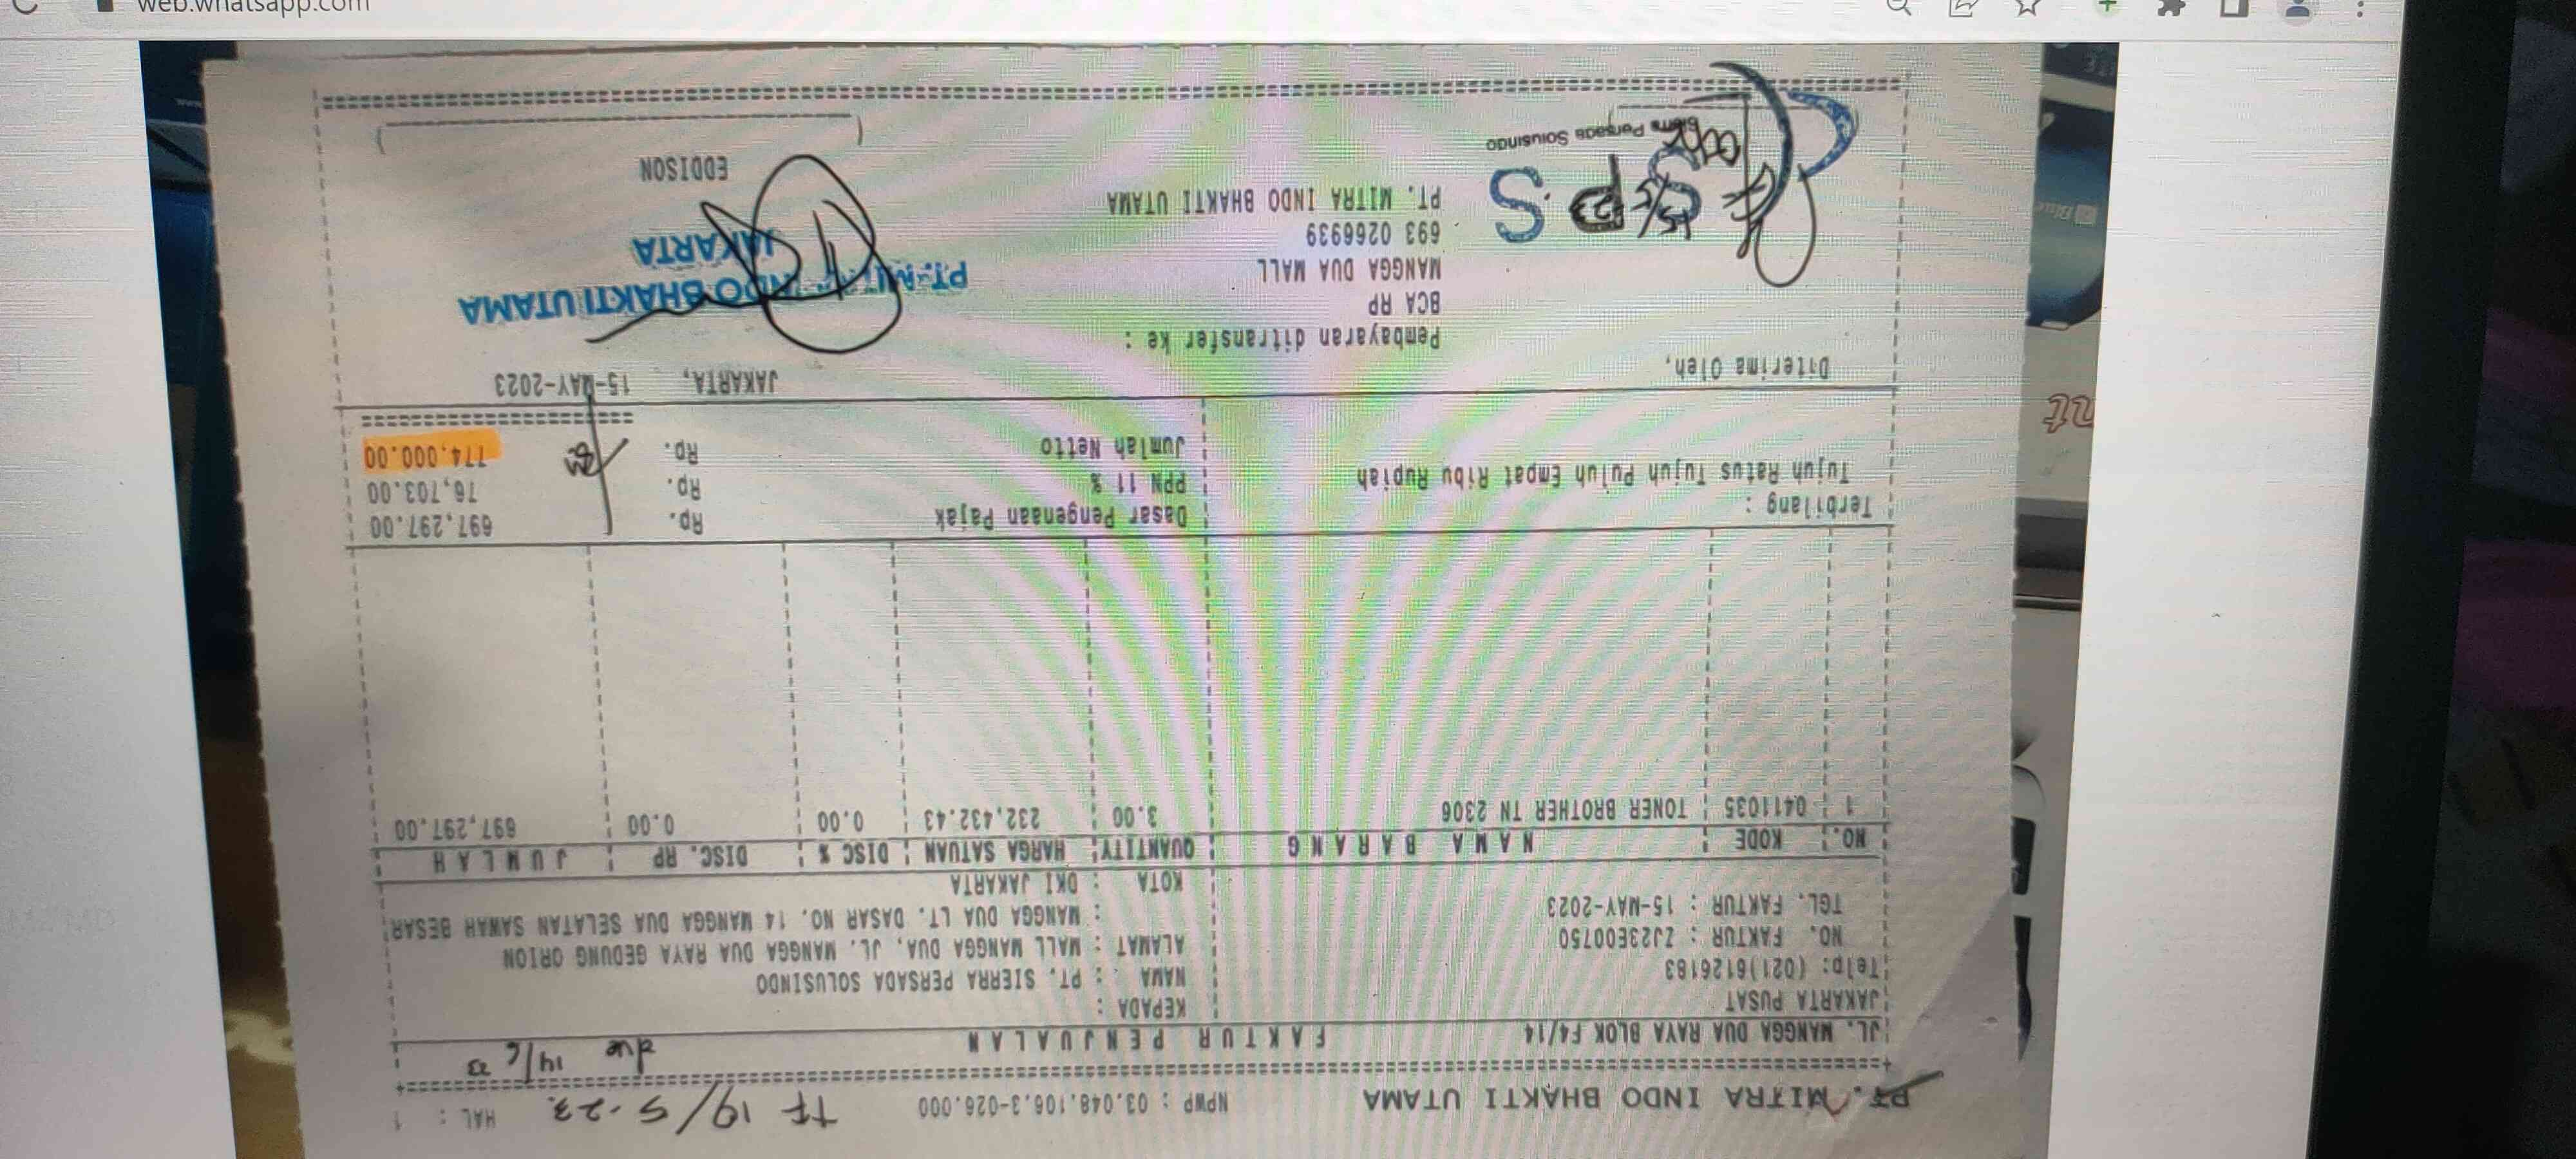 web.whatsapp.com
PT. MITRA INDO BHAKTI UTAMA NPWP : 03.048.106.3-026.000 TF 19/5-23. HAL : 1
JL. MANGGA DUA RAYA BLOK F4/14 FAKTUR PENJUALAN due 14/6 23
JAKARTA PUSAT KEPADA :
Telp: (021)6126183 NAMA : PT. SIERRA PERSADA SOLUSINDO
NO. FAKTUR : ZJ23E00750 ALAMAT : MALL MANGGA DUA, JL. MANGGA DUA RAYA GEDUNG ORION
TGL. FAKTUR : 15-MAY-2023 : MANGGA DUA LT. DASAR NO. 14 MANGGA DUA SELATAN SAWAH BESAR
KOTA : DKI JAKARTA
NO. KODE NAMA BARANG QUANTITY HARGA SATUAN DISC % DISC. RP JUMLAH
1 0411035 TONER BROTHER TN 2306 3.00 232,432.43 0.00 0.00 697,297.00
Terbilang : Dasar Pengenaan Pajak Rp. 697,297.00
Tujuh Ratus Tujuh Puluh Empat Ribu Rupiah PPN 11 % Rp. 76,703.00
Jumlah Netto Rp. 774,000.00
Diterima Oleh, JAKARTA, 15-MAY-2023
Pembayaran ditransfer ke :
BCA RP
MANGGA DUA MALL
693 0266939
PT. MITRA INDO BHAKTI UTAMA
PT. INDO BHAKTI UTAMA
JAKARTA
EDDISON
SPS
Persada Solusindo